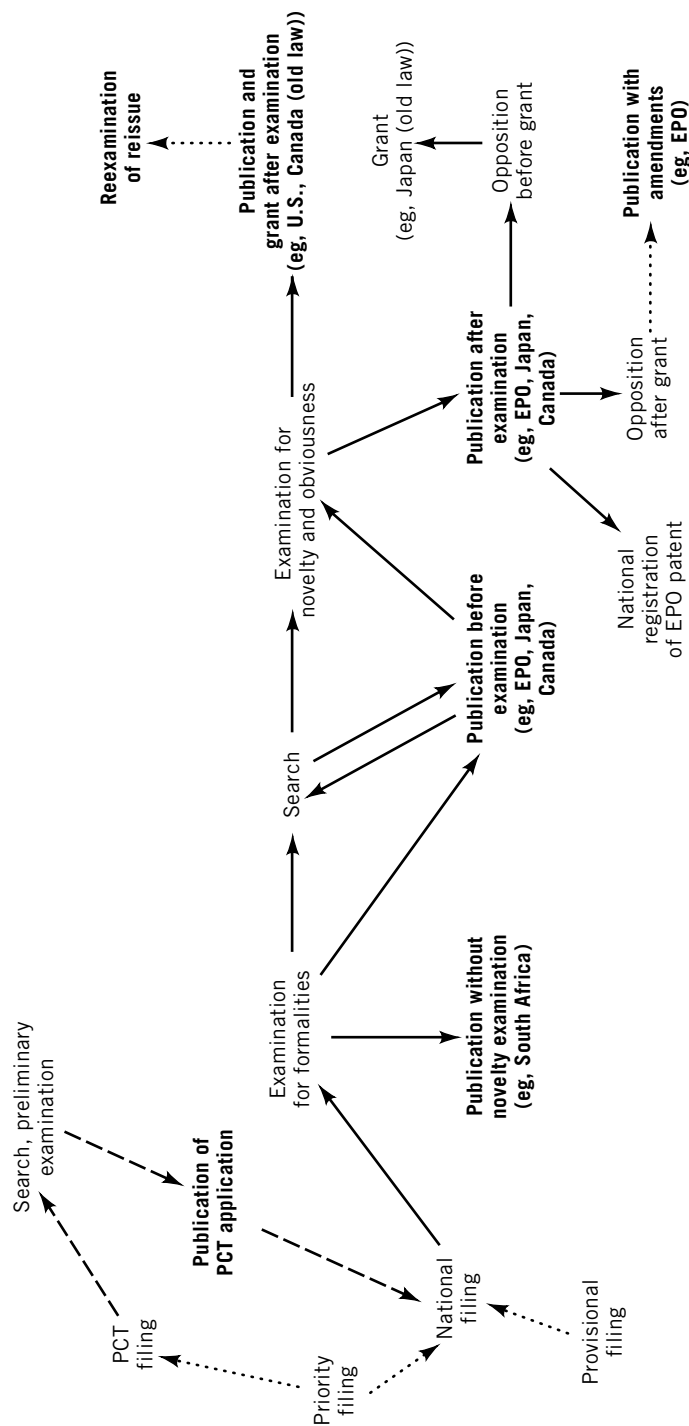 Priority
filing
PCT
filing
Search, preliminary
examination
Publication of
PCT application
National
filing
Provisional
filing
Examination
for formalities
Publication without
novelty examination
(eg, South Africa)
Search
Publication before
examination
(eg, EPO, Japan,
Canada)
Examination for
novelty and obviousness
Publication after
examination
(eg, EPO, Japan,
Canada)
National
registration
of EPO patent
Publication and
grant after examination
(eg, U.S., Canada (old law))
Reexamination
of reissue
Opposition
before grant
Grant
(eg, Japan (old law))
Opposition
after grant
Publication with
amendments
(eg, EPO)